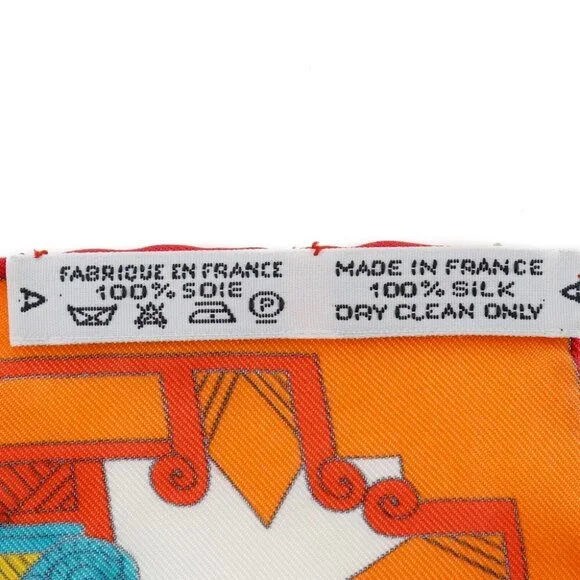 FABRIQUE EN FRANCE
100% SOIE
P
A
MADE IN FRANCE
100% SILK
DRY CLEAN ONLY